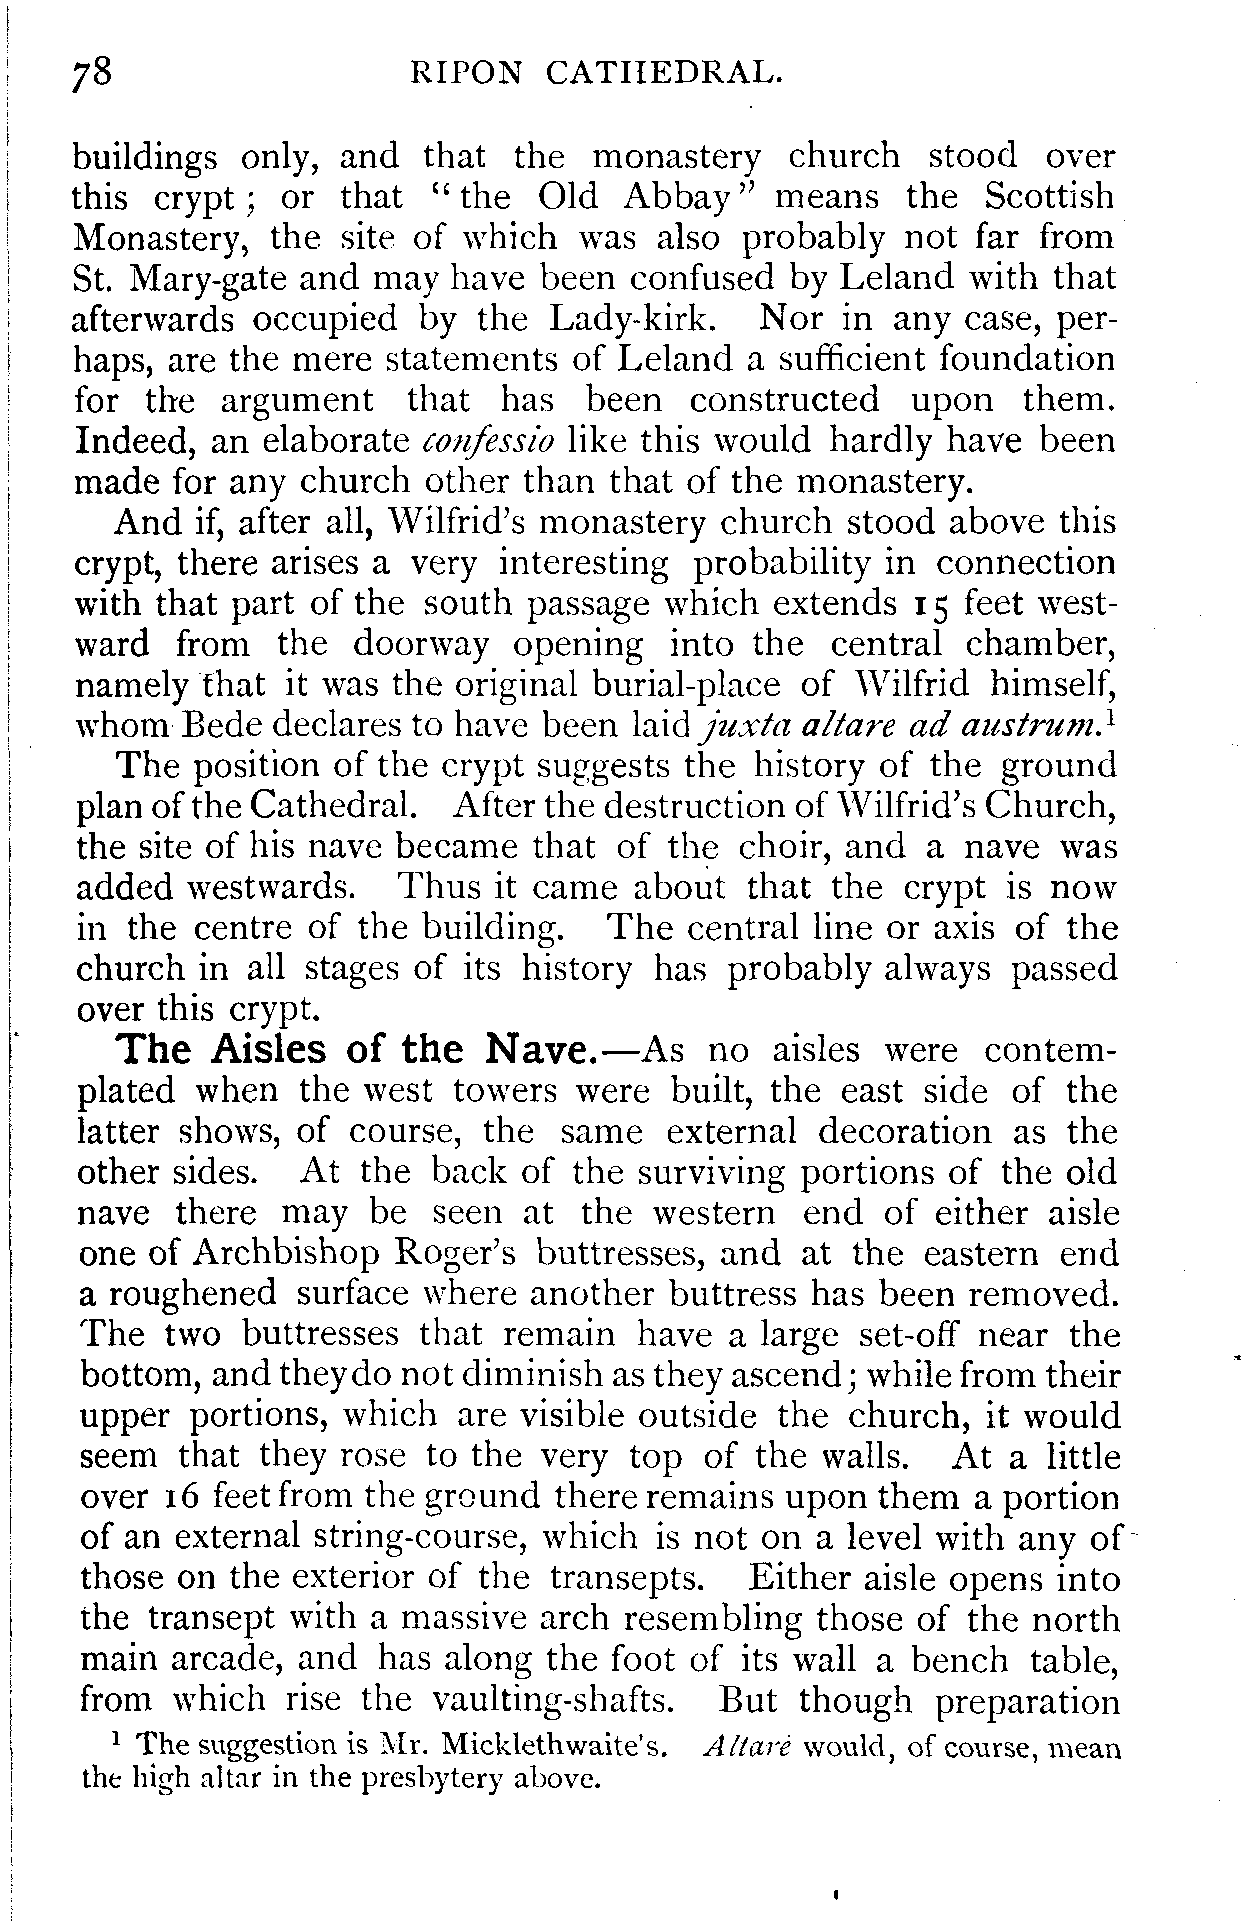 78 RIPON CATHEDRAL.
buildings only, and that the monastery church stood over
this crypt; or that "the Old Abbay" means the Scottish
Monastery, the site of which was also probably not far from
St. Mary-gate and may have been confused by Leland with that
afterwards occupied by the Lady-kirk. Nor in any case, per-
haps, are the mere statements of Leland a sufficient foundation
for the argument that has been constructed upon them.
Indeed, an elaborate confessio like this would hardly have been
made for any church other than that of the monastery.
And if, after all, Wilfrid's monastery church stood above this
crypt, there arises a very interesting probability in connection
with that part of the south passage which extends 15 feet west-
ward from the doorway opening into the central chamber,
namely that it was the original burial-place of Wilfrid himself,
whom Bede declares to have been laid juxta altare ad austrum.¹
The position of the crypt suggests the history of the ground
plan of the Cathedral. After the destruction of Wilfrid's Church,
the site of his nave became that of the choir, and a nave was
added westwards. Thus it came about that the crypt is now
in the centre of the building. The central line or axis of the
church in all stages of its history has probably always passed
over this crypt.
The Aisles of the Nave.—As no aisles were contem-
plated when the west towers were built, the east side of the
latter shows, of course, the same external decoration as the
other sides. At the back of the surviving portions of the old
nave there may be seen at the western end of either aisle
one of Archbishop Roger's buttresses, and at the eastern end
a roughened surface where another buttress has been removed.
The two buttresses that remain have a large set-off near the
bottom, and they do not diminish as they ascend; while from their
upper portions, which are visible outside the church, it would
seem that they rose to the very top of the walls. At a little
over 16 feet from the ground there remains upon them a portion
of an external string-course, which is not on a level with any of
those on the exterior of the transepts. Either aisle opens into
the transept with a massive arch resembling those of the north
main arcade, and has along the foot of its wall a bench table,
from which rise the vaulting-shafts. But though preparation
¹ The suggestion is Mr. Micklethwaite's. Altare would, of course, mean
the high altar in the presbytery above.